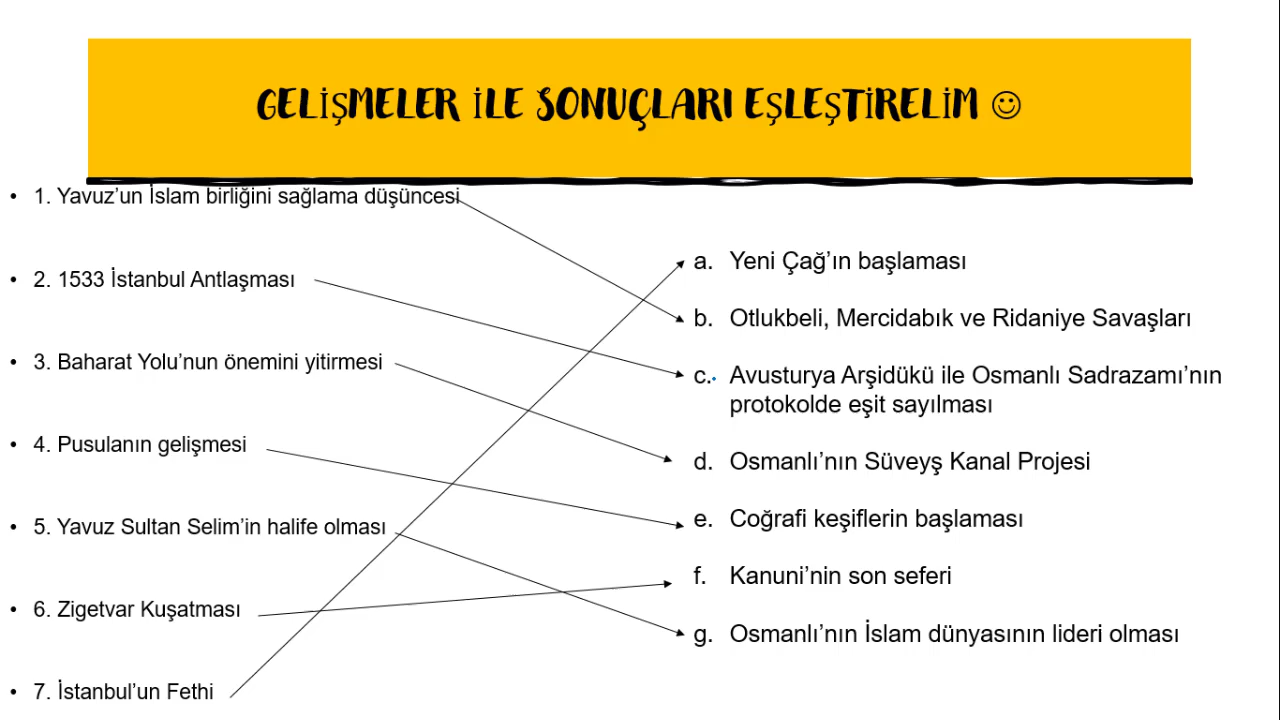 GELİŞMELER İLE SONUÇLARI EŞLEŞTİRELİM ☺
• 1. Yavuz’un İslam birliğini sağlama düşüncesi
• 2. 1533 İstanbul Antlaşması
• 3. Baharat Yolu’nun önemini yitirmesi
• 4. Pusulanın gelişmesi
• 5. Yavuz Sultan Selim’in halife olması
• 6. Zigetvar Kuşatması
• 7. İstanbul’un Fethi
a. Yeni Çağ’ın başlaması
b. Otlukbeli, Mercidabık ve Ridaniye Savaşları
c. Avusturya Arşidükü ile Osmanlı Sadrazamı’nın
protokolde eşit sayılması
d. Osmanlı’nın Süveyş Kanal Projesi
e. Coğrafi keşiflerin başlaması
f. Kanuni’nin son seferi
g. Osmanlı’nın İslam dünyasının lideri olması